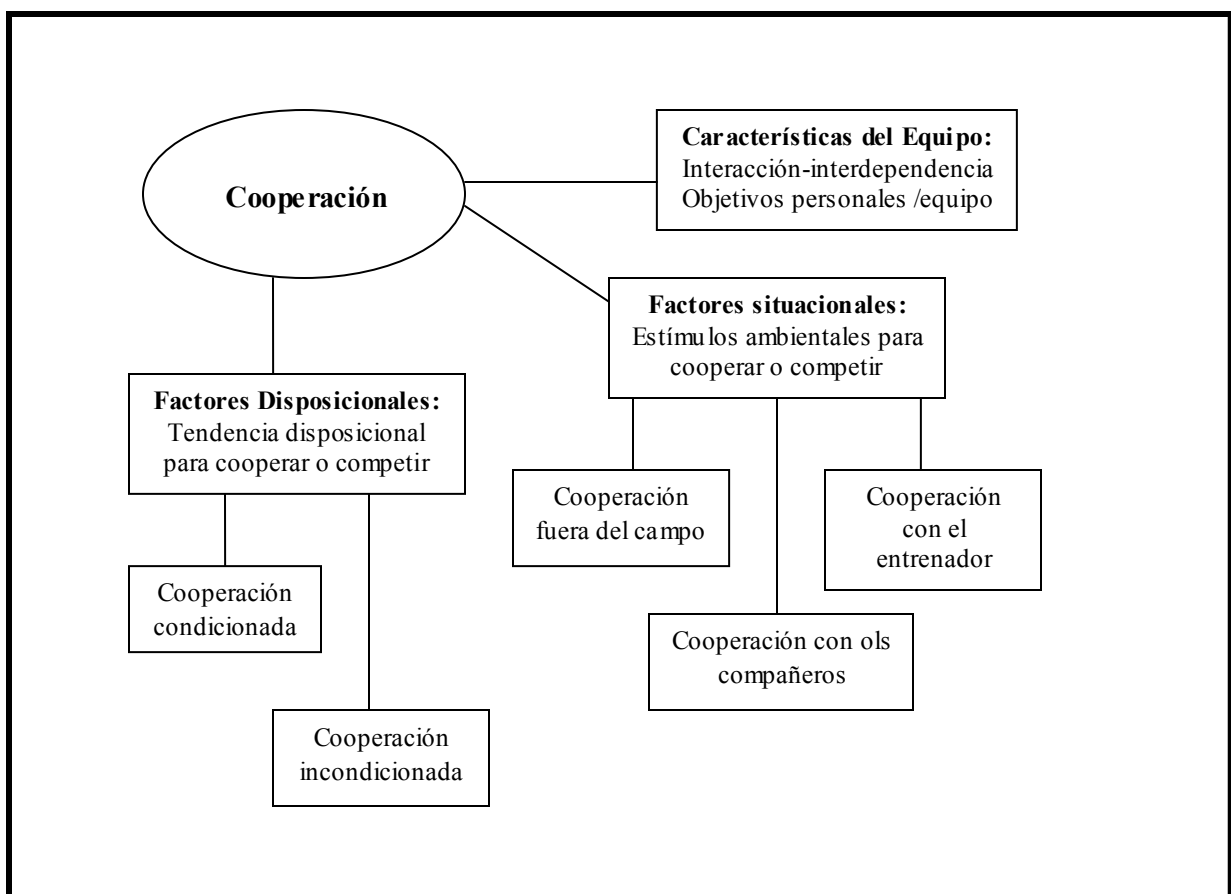 Cooperación
Características del Equipo:
Interacción-interdependencia
Objetivos personales /equipo
Factores situacionales:
Estímulos ambientales para
cooperar o competir
Factores Disposicionales:
Tendencia disposicional
para cooperar o competir
Cooperación
fuera del campo
Cooperación
con el
entrenador
Cooperación
condicionada
Cooperación con ols
compañeros
Cooperación
incondicionada